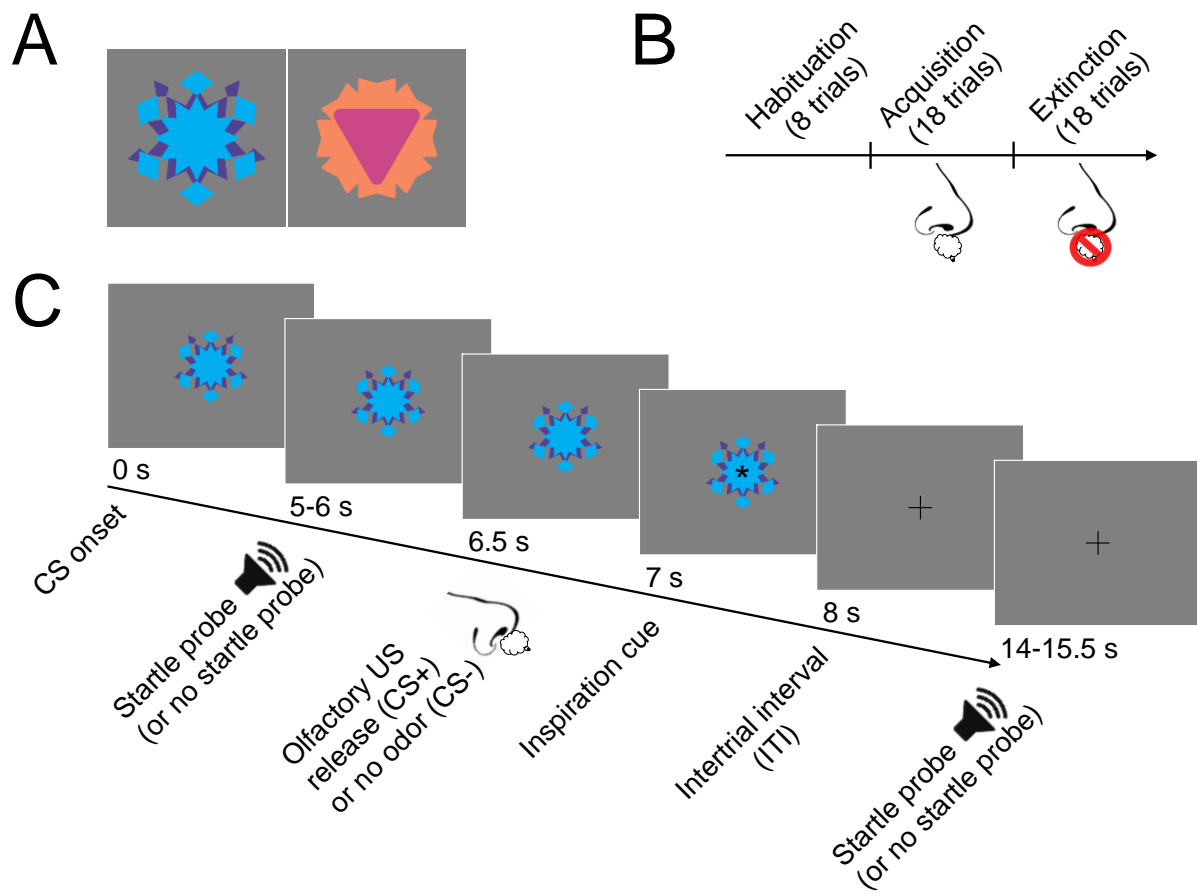 A
B
Habituation
(8 trials)
Acquisition
(18 trials)
Extinction
(18 trials)
C
0 s
5-6 s
6.5 s
7 s
*
8 s
14-15.5 s
CS onset
Startle probe
(or no startle probe)
Olfactory US
release (CS+)
or no odor (CS-)
Inspiration cue
Intertrial interval
(ITI)
Startle probe
(or no startle probe)